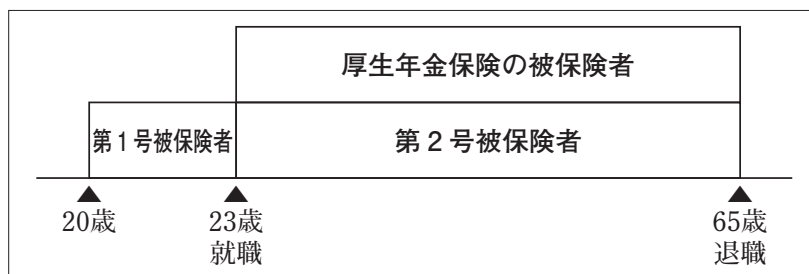 厚生年金保険の被保険者
第1号被保険者
第2号被保険者
20歳
23歳
就職
65歳
退職